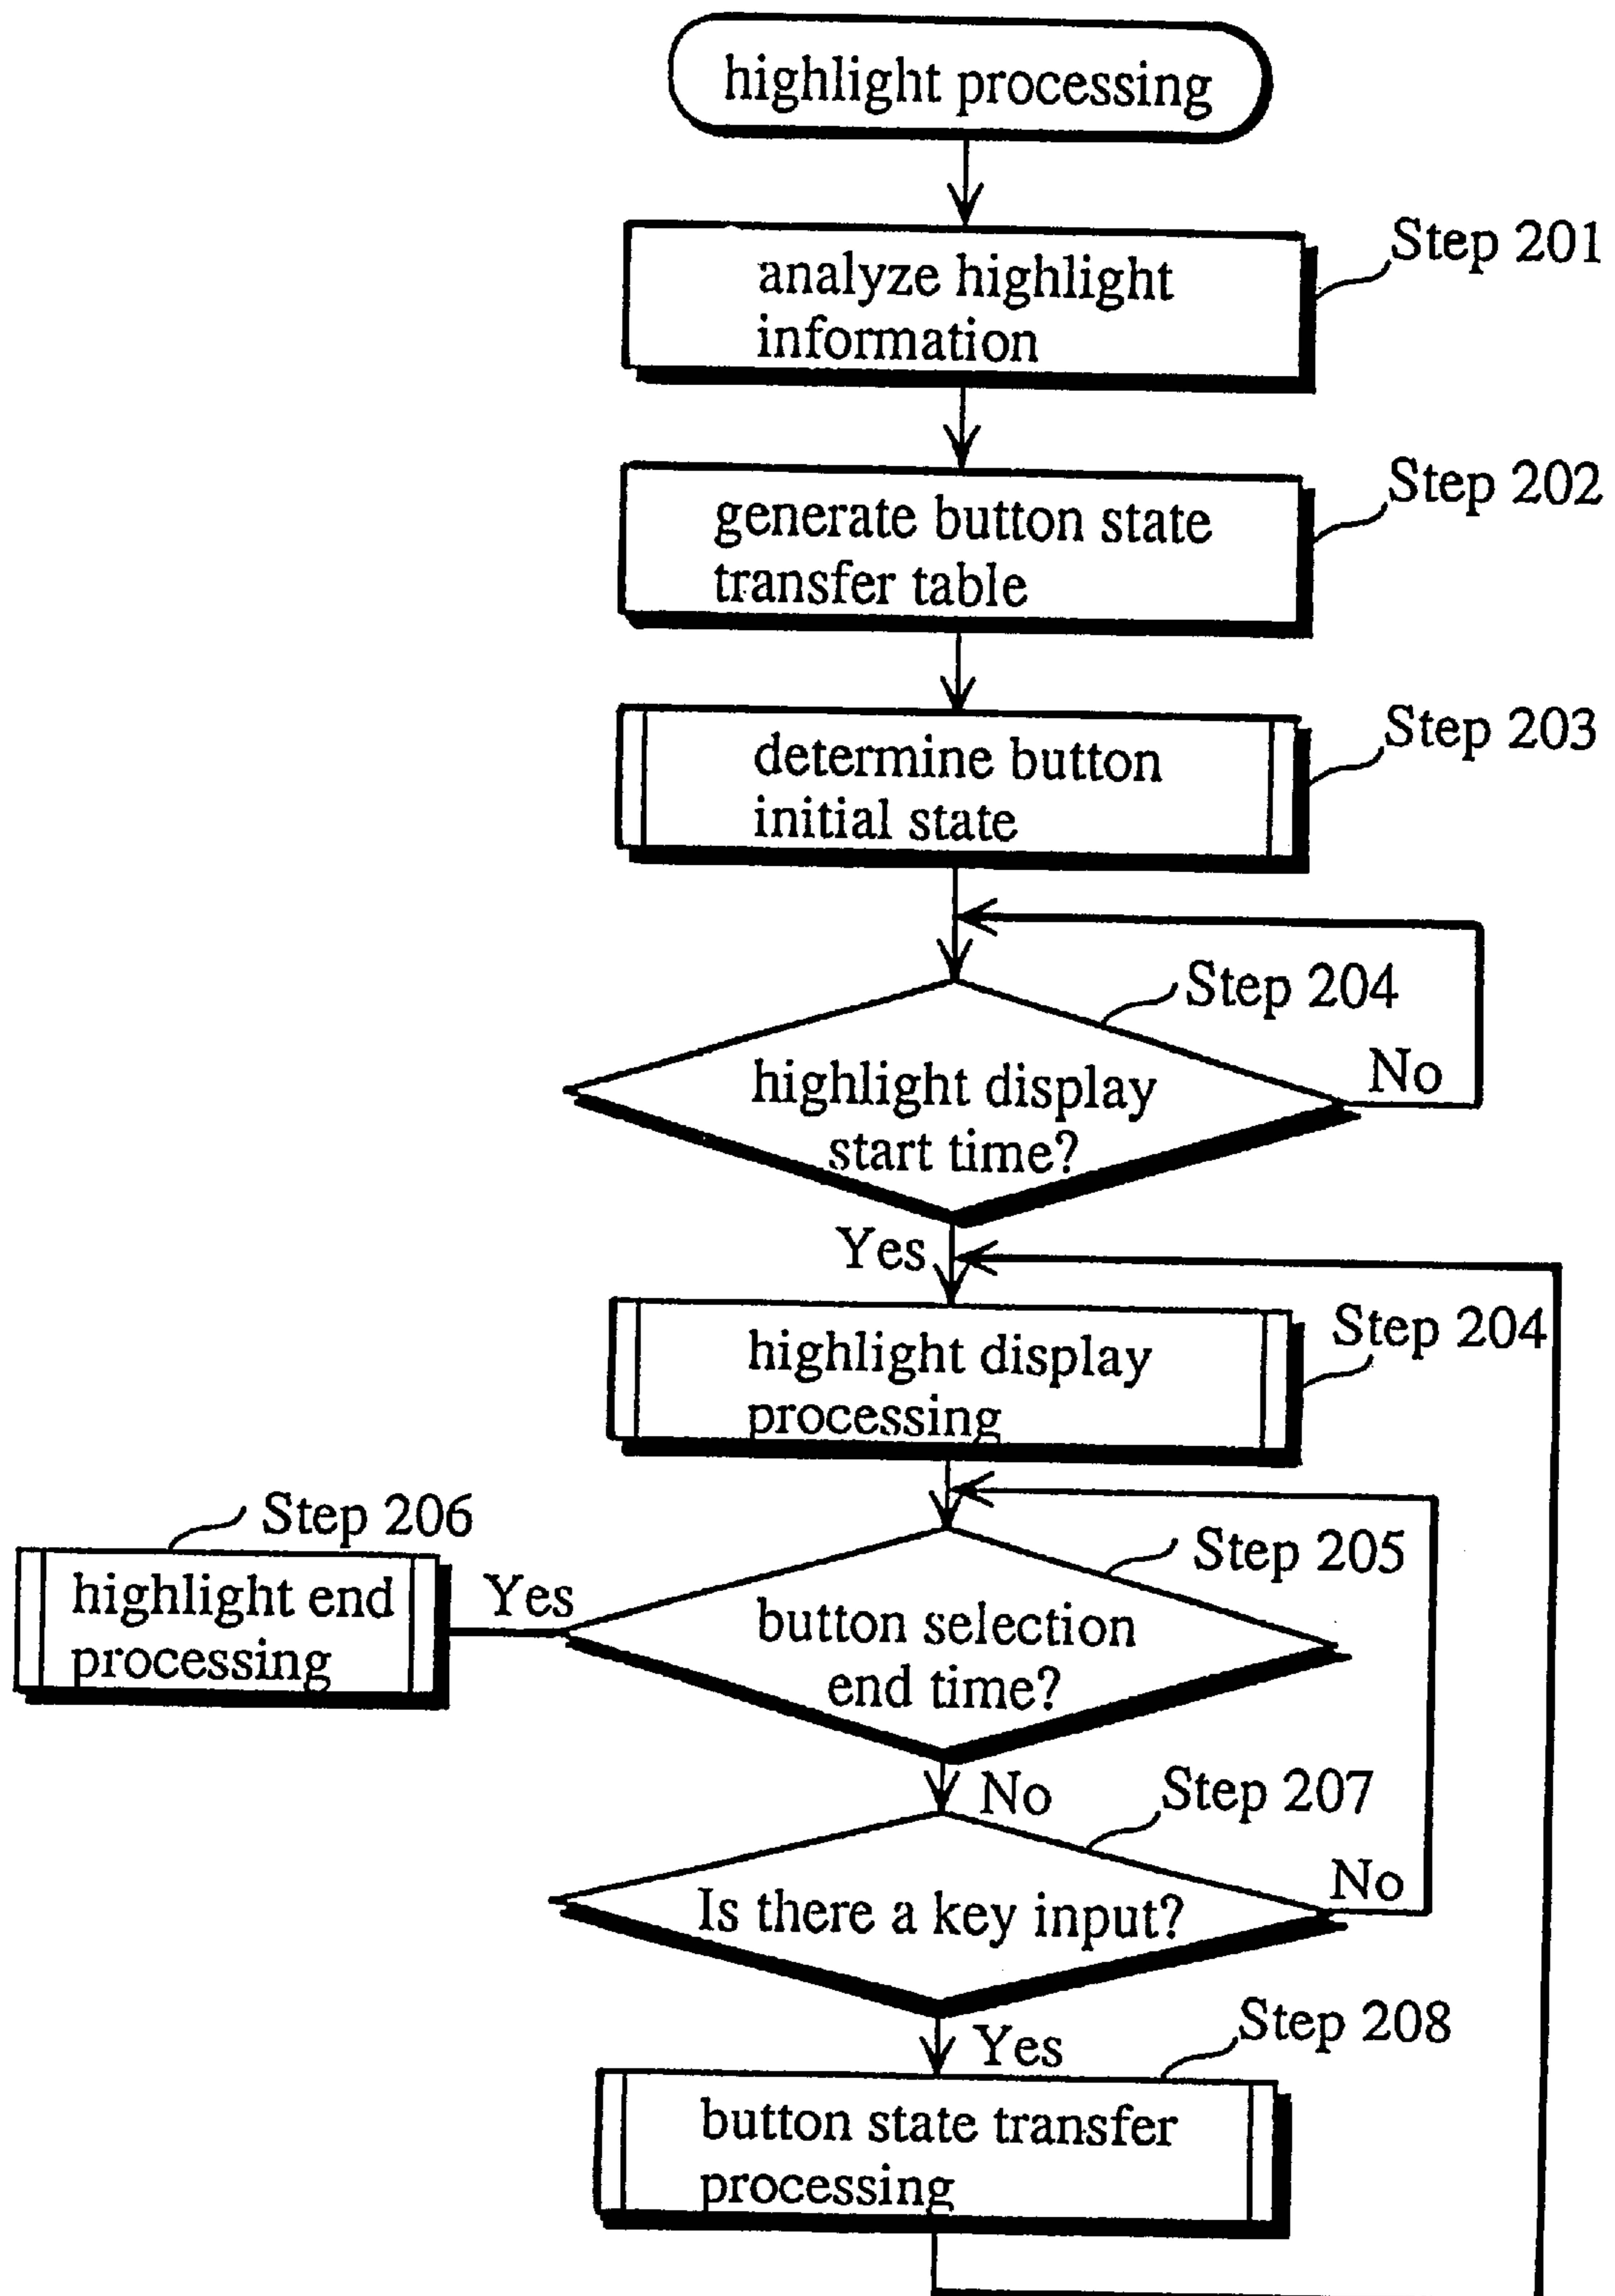 highlight processing
Step 201
analyze highlight
information
Step 202
generate button state
transfer table
Step 203
determine button
initial state
Step 204
No
highlight display
start time?
Yes
Step 204
highlight display
processing
Step 206
highlight end
processing
Yes
Step 205
button selection
end time?
No
Step 207
No
Is there a key input?
Yes
Step 208
button state transfer
processing